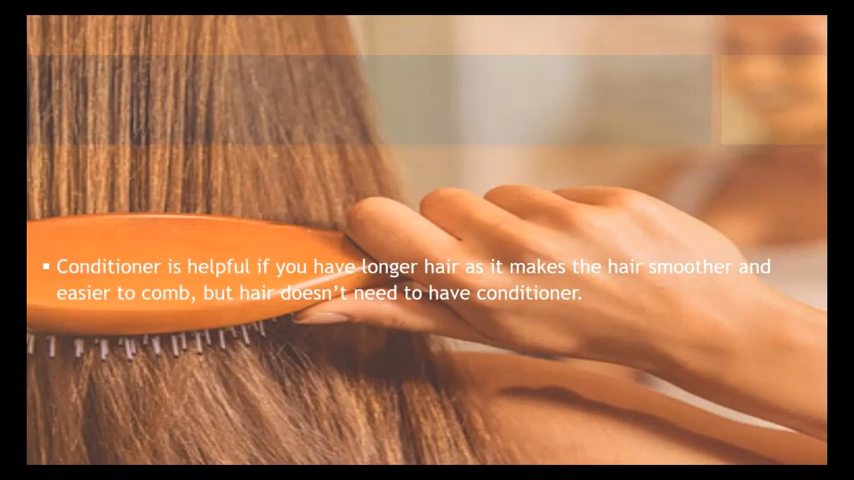 ▪ Conditioner is helpful if you have longer hair as it makes the hair smoother and
easier to comb, but hair doesn’t need to have conditioner.